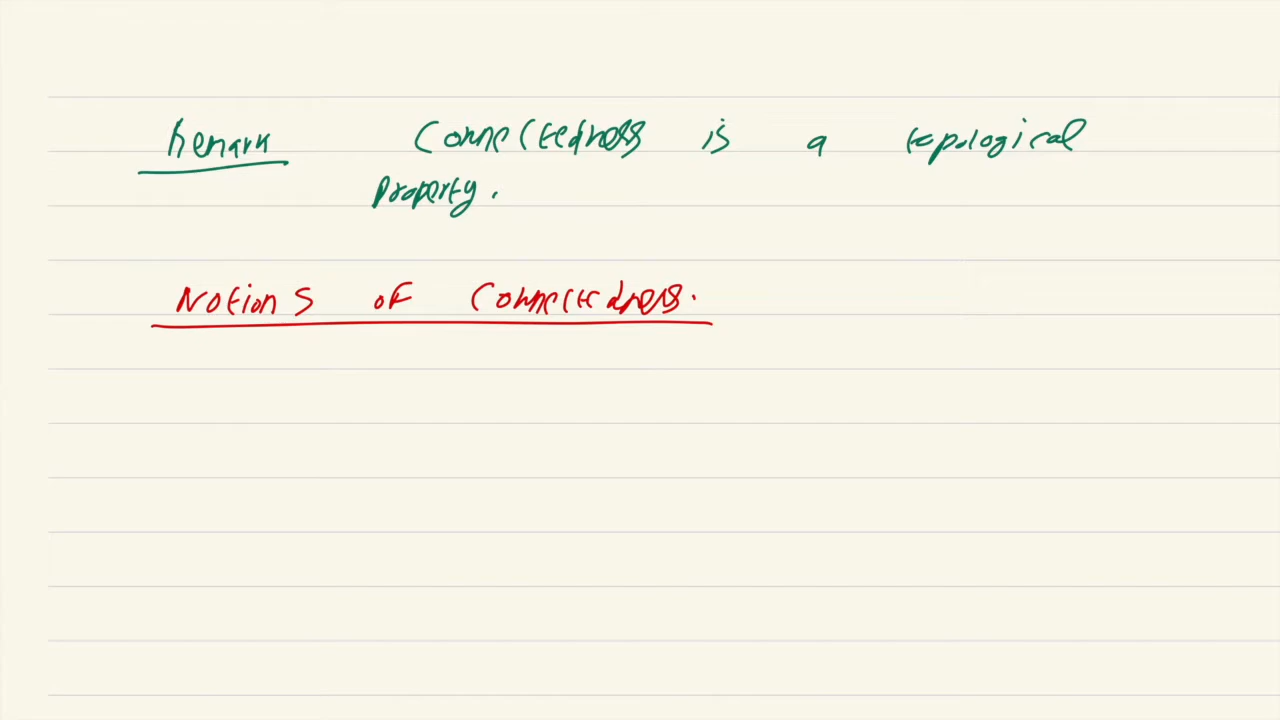 Remark Connectedness is a topological
Property.
Notions of Connectedness.